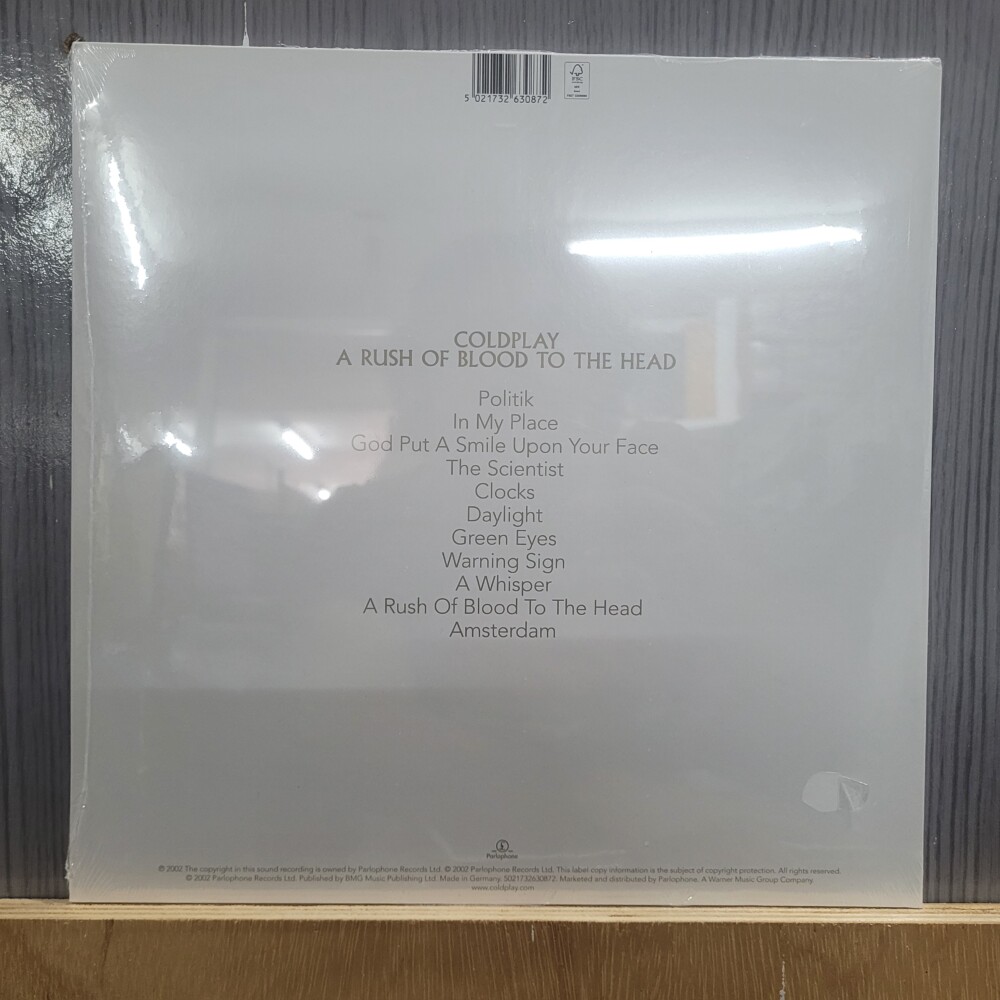 5 021732 630872
FSC
COLDPLAY
A RUSH OF BLOOD TO THE HEAD
Politik
In My Place
God Put A Smile Upon Your Face
The Scientist
Clocks
Daylight
Green Eyes
Warning Sign
A Whisper
A Rush Of Blood To The Head
Amsterdam
Parlophone
℗ 2002 The copyright in this sound recording is owned by Parlophone Records Ltd. © 2002 Parlophone Records Ltd. This label copy information is the subject of copyright protection. All rights reserved.
© 2002 Parlophone Records Ltd. Published by BMG Music Publishing Ltd. Made in Germany. 5021732630872. Marketed and distributed by Parlophone. A Warner Music Group Company.
www.coldplay.com